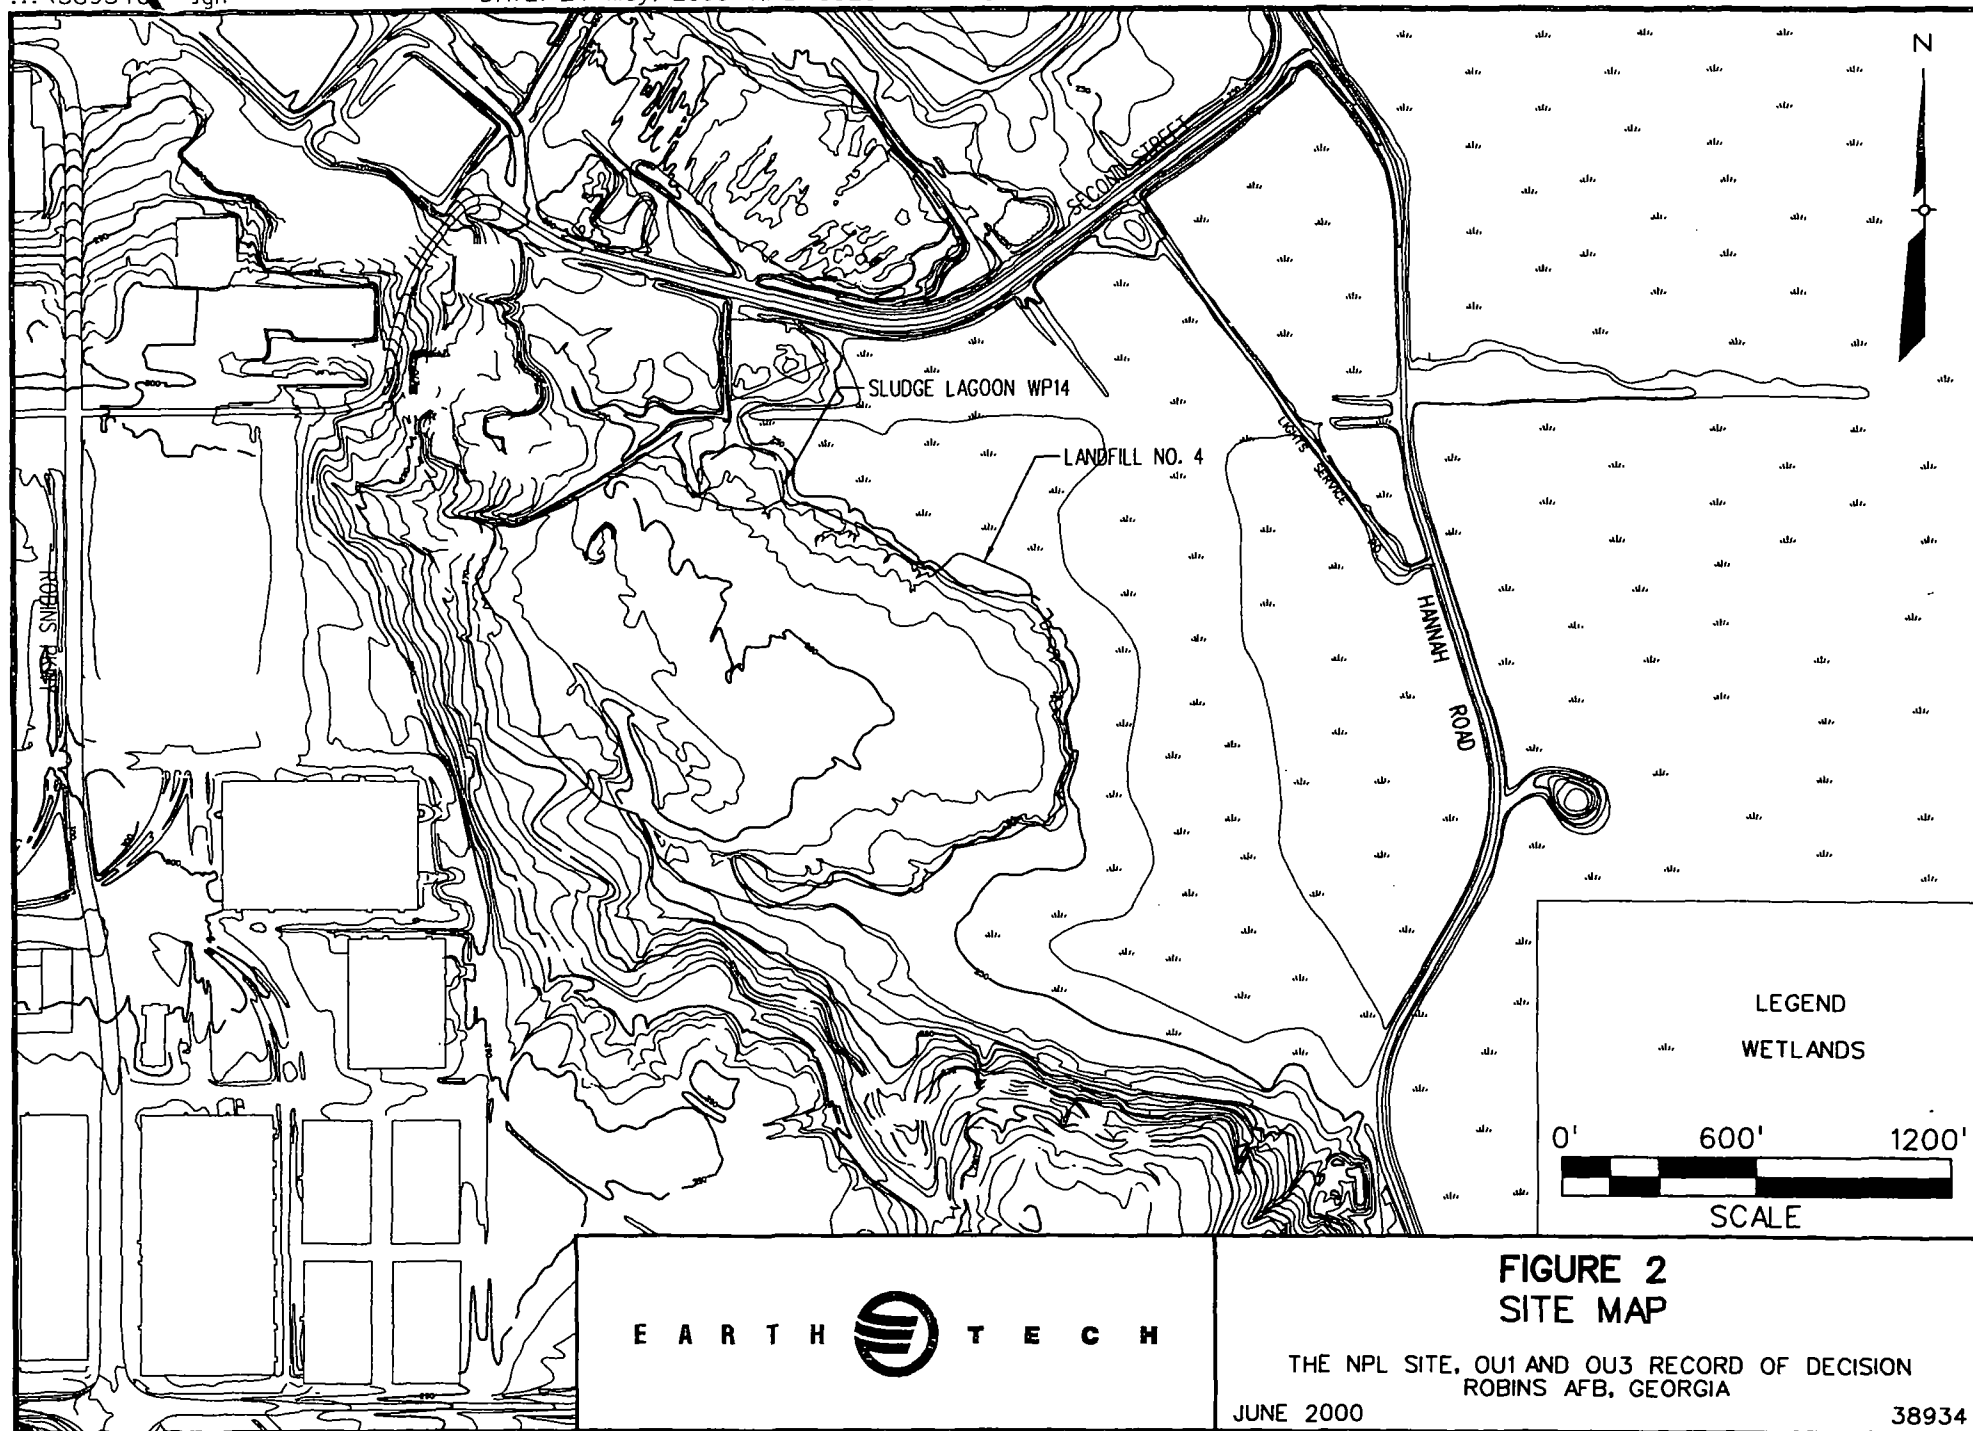 SECOND STREET
N
SLUDGE LAGOON WP14
LANDFILL NO. 4
LIGHTS SERVICE
HANNAH ROAD
ROBINS PKWY
LEGEND
WETLANDS
0' 600' 1200'
SCALE
EARTH TECH
FIGURE 2
SITE MAP
THE NPL SITE, OU1 AND OU3 RECORD OF DECISION
ROBINS AFB, GEORGIA
JUNE 2000
38934